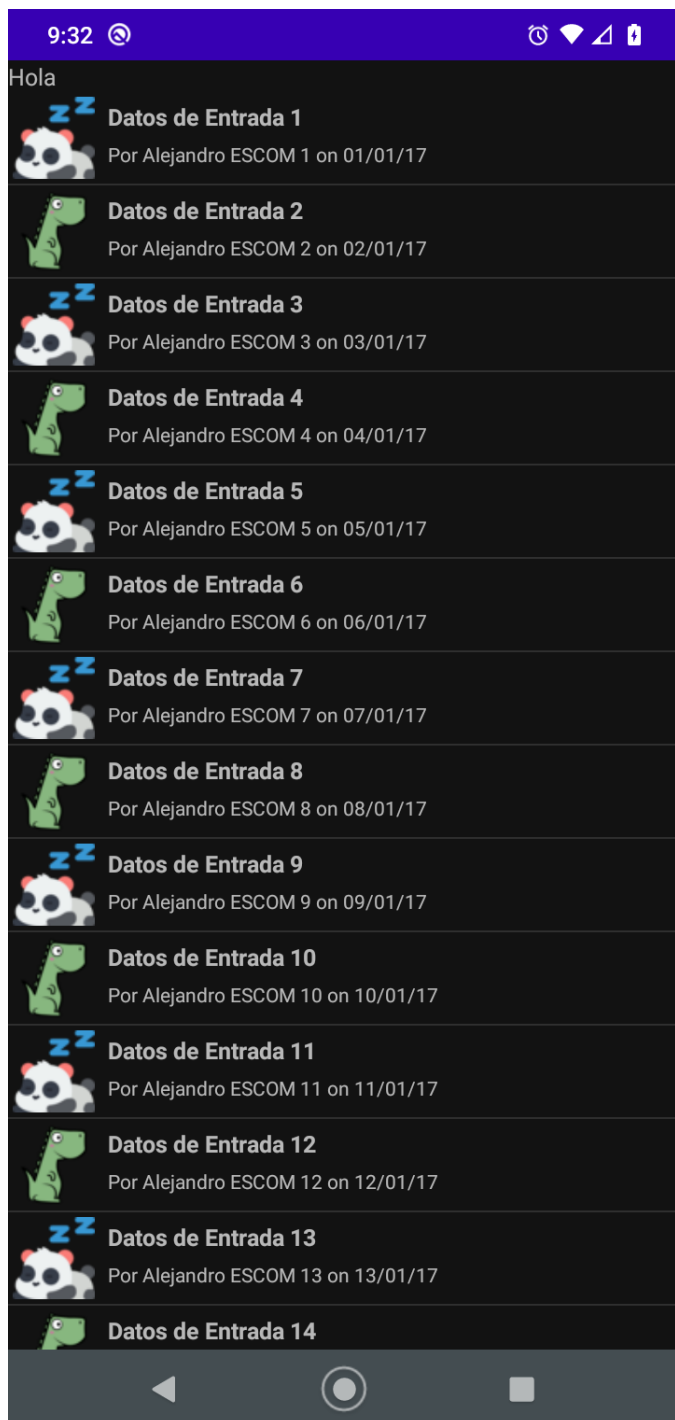 9:32
Hola
Datos de Entrada 1
Por Alejandro ESCOM 1 on 01/01/17
Datos de Entrada 2
Por Alejandro ESCOM 2 on 02/01/17
Datos de Entrada 3
Por Alejandro ESCOM 3 on 03/01/17
Datos de Entrada 4
Por Alejandro ESCOM 4 on 04/01/17
Datos de Entrada 5
Por Alejandro ESCOM 5 on 05/01/17
Datos de Entrada 6
Por Alejandro ESCOM 6 on 06/01/17
Datos de Entrada 7
Por Alejandro ESCOM 7 on 07/01/17
Datos de Entrada 8
Por Alejandro ESCOM 8 on 08/01/17
Datos de Entrada 9
Por Alejandro ESCOM 9 on 09/01/17
Datos de Entrada 10
Por Alejandro ESCOM 10 on 10/01/17
Datos de Entrada 11
Por Alejandro ESCOM 11 on 11/01/17
Datos de Entrada 12
Por Alejandro ESCOM 12 on 12/01/17
Datos de Entrada 13
Por Alejandro ESCOM 13 on 13/01/17
Datos de Entrada 14